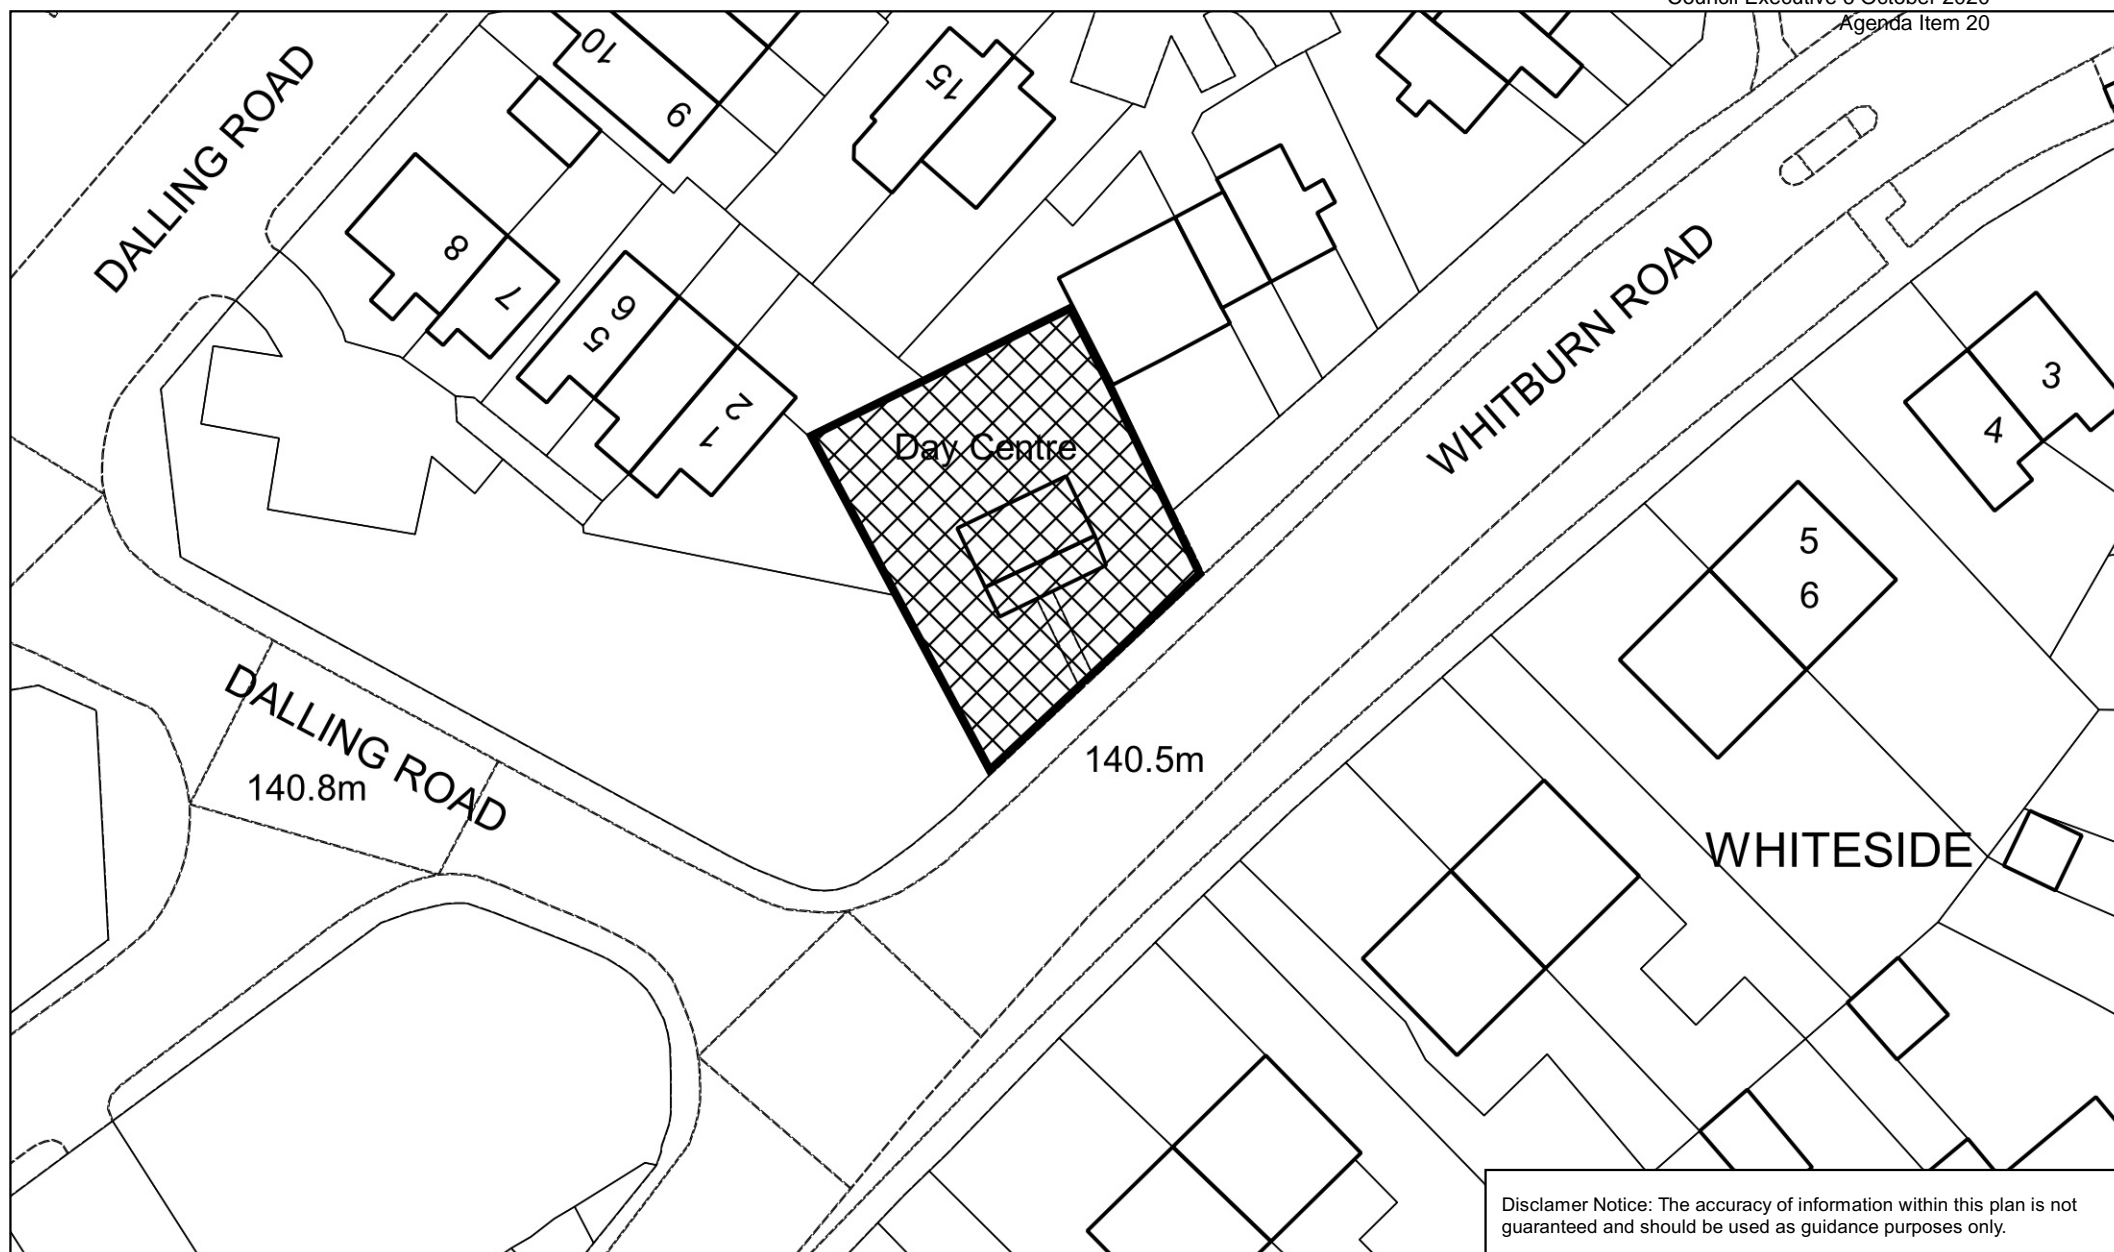 Agenda Item 20
DALLING ROAD
10
9
15
8
7
6
5
2
1
Day Centre
WHITBURN ROAD
3
4
5
6
DALLING ROAD
140.8m
140.5m
WHITESIDE
Disclamer Notice: The accuracy of information within this plan is not
guaranteed and should be used as guidance purposes only.